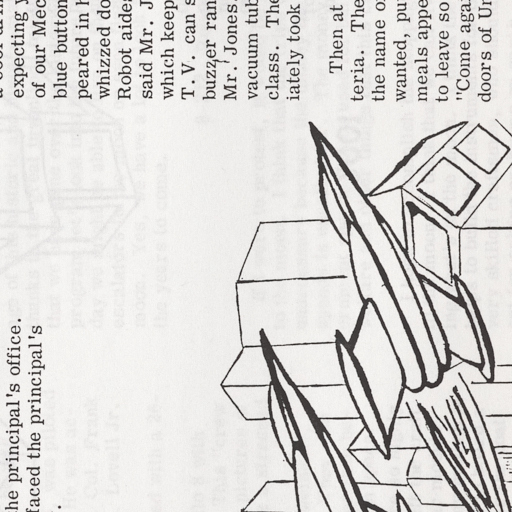 he principal's office.
faced the principal's
.
expecting y
of our Mec
blue button
peared in h
whizzed do
Robot aides
said Mr. J
which keep
T.V. can s
buzzer ran
Mr. Jones.
vacuum tub
class. The
iately took
Then at
teria. The
the name o
wanted, pu
meals appe
to leave so
"Come agai
doors of Un